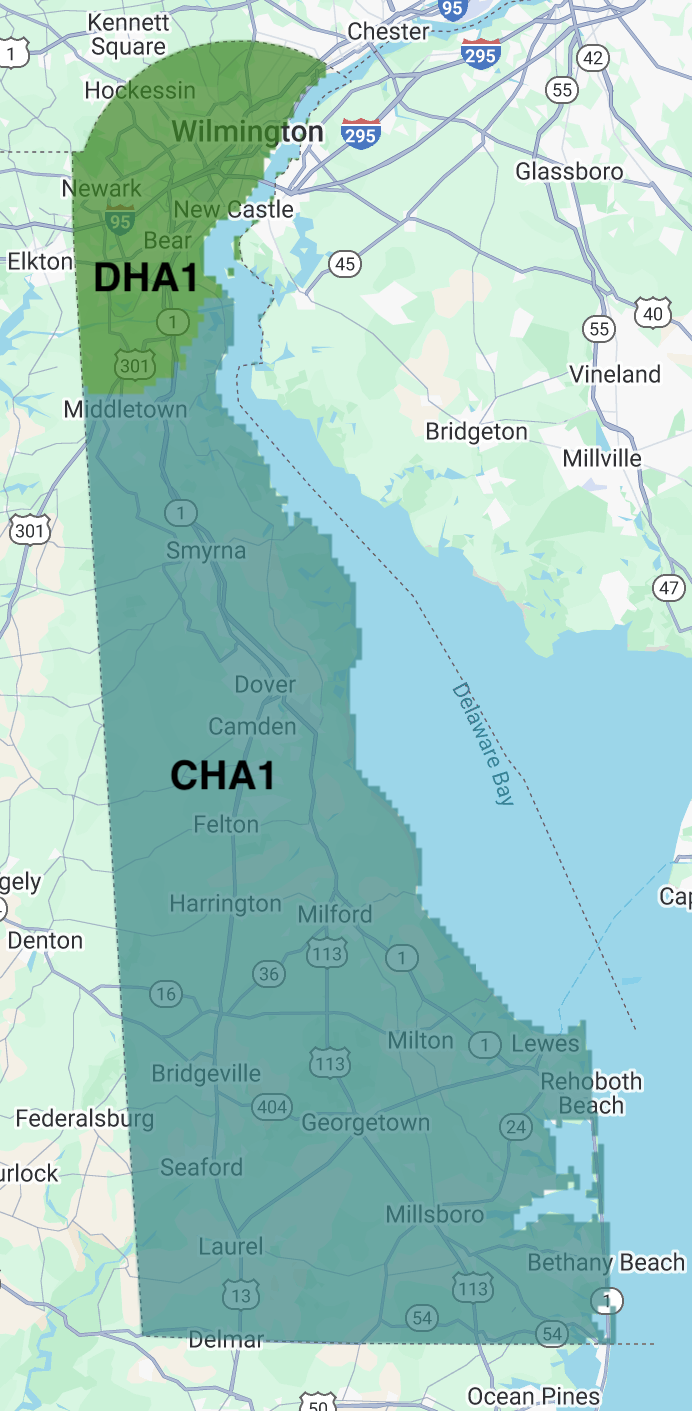 95
Kennett
Square
Chester
1
295
42
Hockessin
55
Wilmington
295
Glassboro
Newark
95
New Castle
Bear
Elkton
45
DHA1
40
1
55
301
Vineland
Middletown
Bridgeton
Millville
1
301
Smyrna
47
Dover
Delaware Bay
Camden
CHA1
Felton
gely
Cap
Harrington
Milford
Denton
113
1
36
16
Milton
1
Lewes
113
Bridgeville
Rehoboth
Beach
404
Federalsburg
Georgetown
24
Seaford
urlock
Millsboro
Laurel
Bethany Beach
113
13
1
54
54
Delmar
Ocean Pines
50